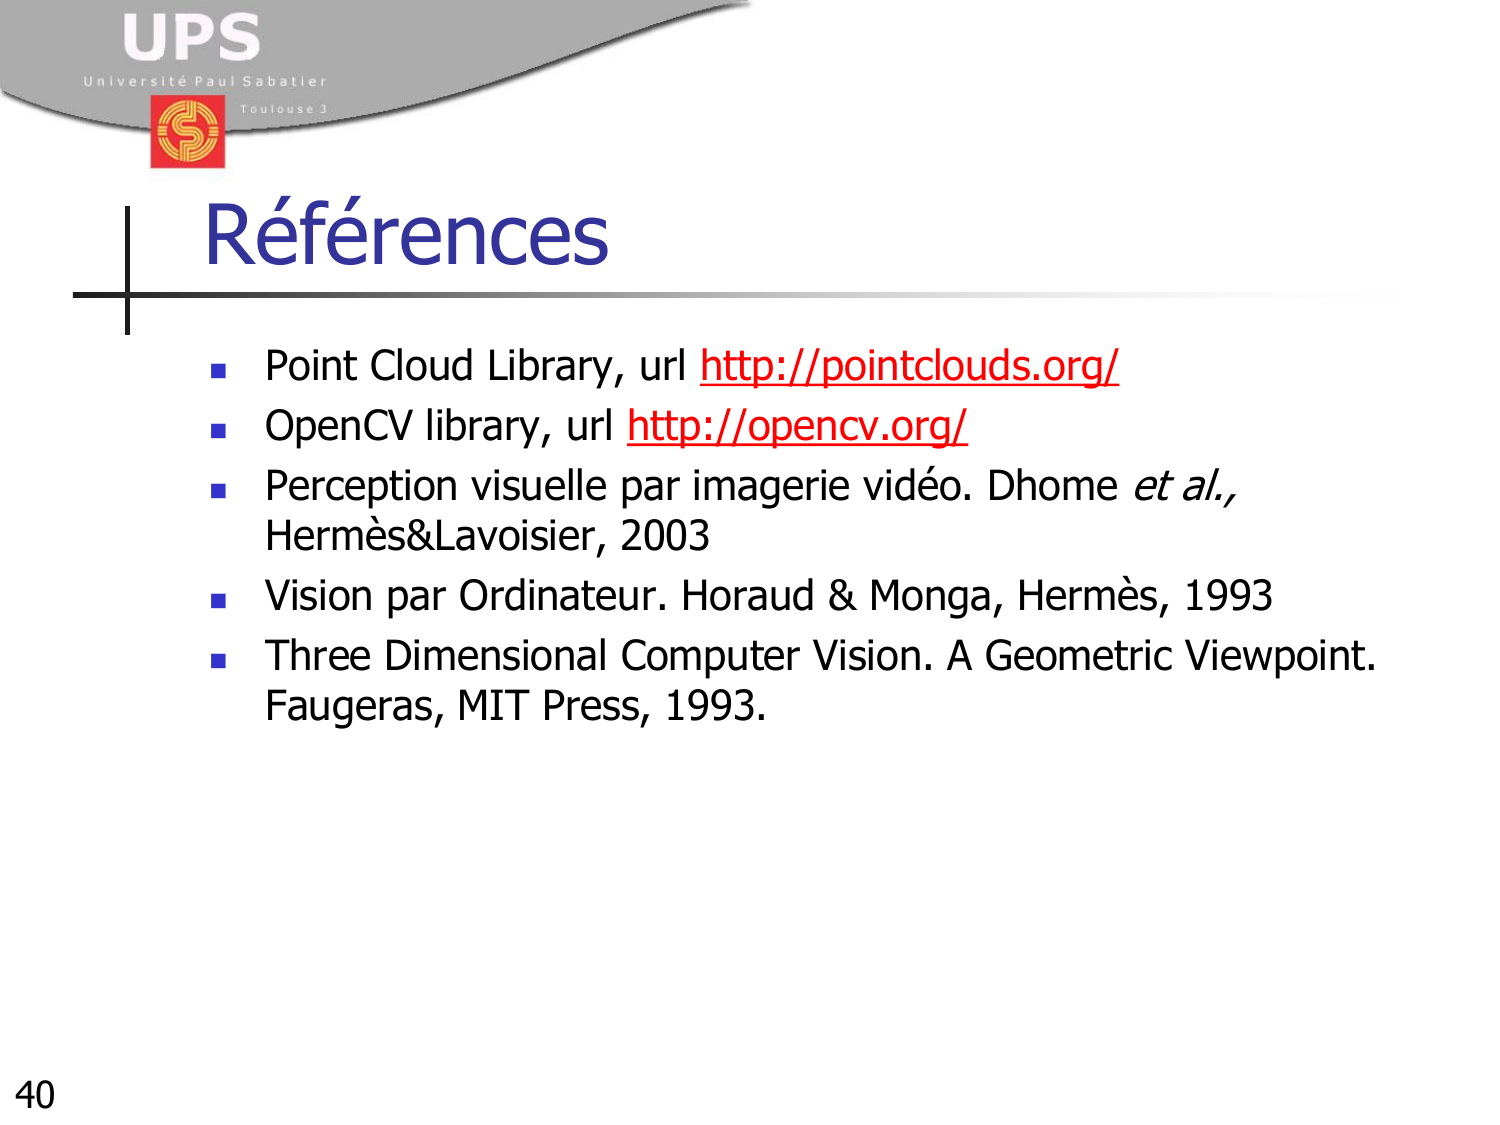 UPS
Université Paul Sabatier
Toulouse 3
Références
Point Cloud Library, url http://pointclouds.org/
OpenCV library, url http://opencv.org/
Perception visuelle par imagerie vidéo. Dhome et al.,
Hermès&Lavoisier, 2003
Vision par Ordinateur. Horaud & Monga, Hermès, 1993
Three Dimensional Computer Vision. A Geometric Viewpoint.
Faugeras, MIT Press, 1993.
40